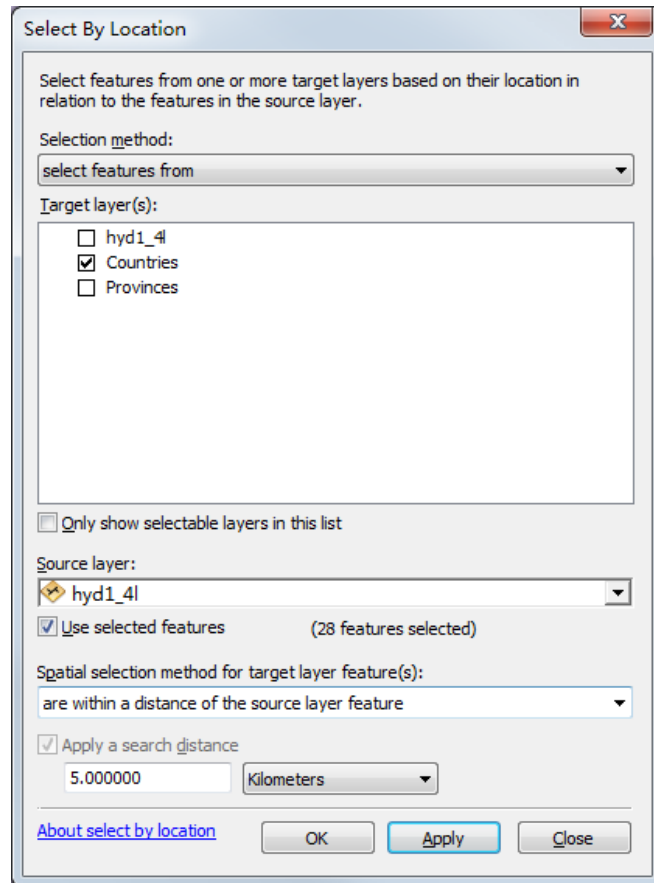 Select By Location
Select features from one or more target layers based on their location in
relation to the features in the source layer.
Selection method:
select features from
Target layer(s):
hyd1_4l
Countries
Provinces
Only show selectable layers in this list
Source layer:
hyd1_4l
Use selected features (28 features selected)
Spatial selection method for target layer feature(s):
are within a distance of the source layer feature
Apply a search distance
5.000000 Kilometers
About select by location OK Apply Close